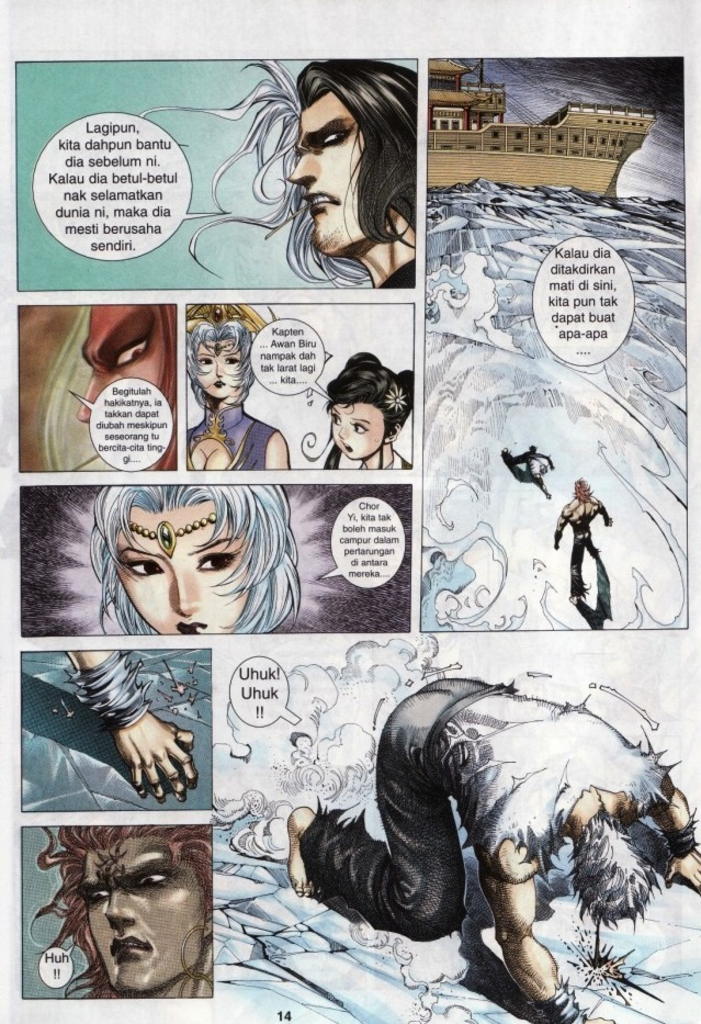 Lagipun,
kita dahpun bantu
dia sebelum ni.
Kalau dia betul-betul
nak selamatkan
dunia ni, maka dia
mesti berusaha
sendiri.
Kalau dia
ditakdirkan
mati di sini,
kita pun tak
dapat buat
apa-apa
....
Begitulah
hakikatnya, ia
takkan dapat
diubah meskipun
seseorang tu
bercita-cita ting-
gi....
Kapten
... Awan Biru
nampak dah
tak larat lagi
... kita....
Chor
Yi, kita tak
boleh masuk
campur dalam
pertarungan
di antara
mereka....
Uhuk!
Uhuk
!!
Huh
!!
14